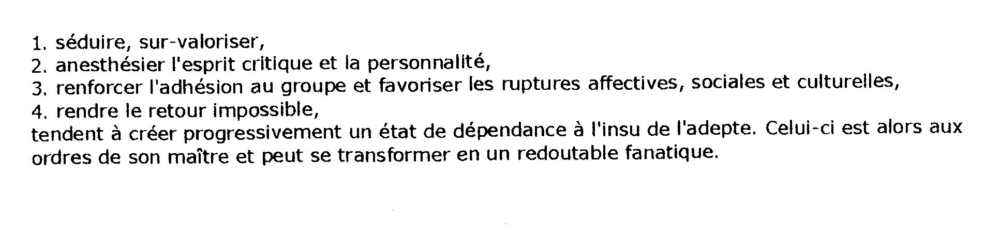 1. séduire, sur-valoriser,
2. anesthésier l'esprit critique et la personnalité,
3. renforcer l'adhésion au groupe et favoriser les ruptures affectives, sociales et culturelles,
4. rendre le retour impossible,
tendent à créer progressivement un état de dépendance à l'insu de l'adepte. Celui-ci est alors aux
ordres de son maître et peut se transformer en un redoutable fanatique.